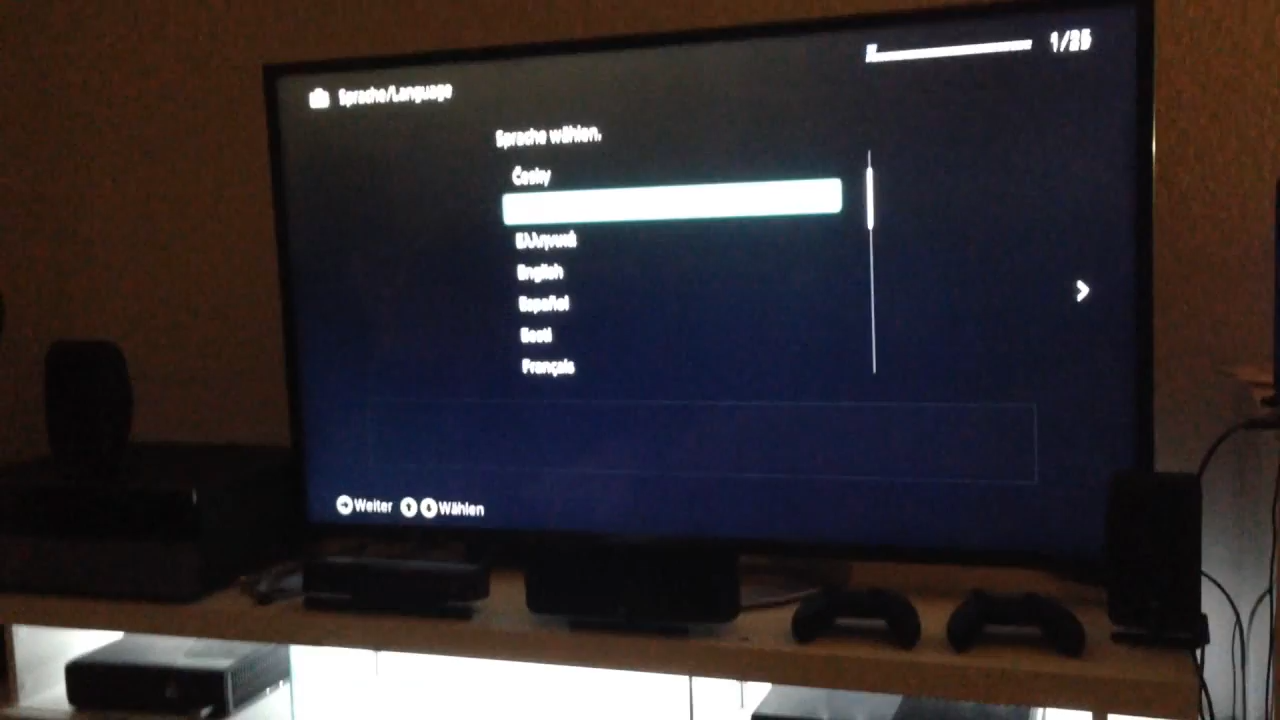 Sprache/Language
1/25
Sprache wählen.
Česky
Ελληνικά
English
Español
Eesti
Français
Weiter
Wählen